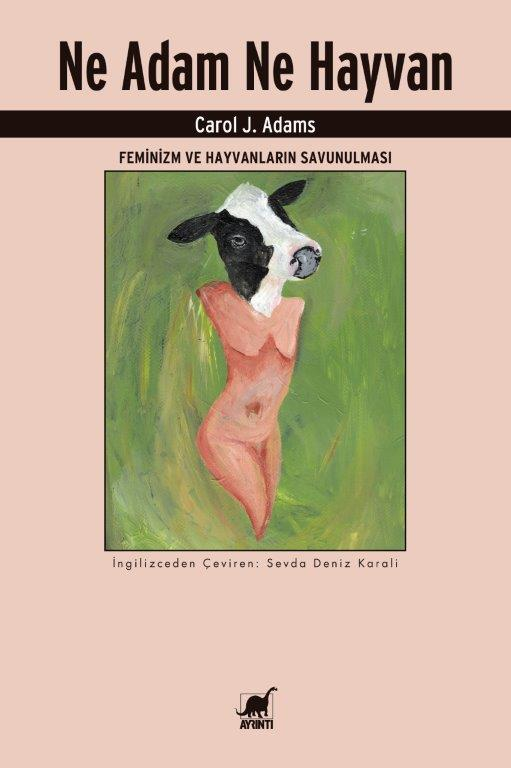 Ne Adam Ne Hayvan
Carol J. Adams
FEMİNİZM VE HAYVANLARIN SAVUNULMASI
İngilizceden Çeviren: Sevda Deniz Karali
AYRINTI